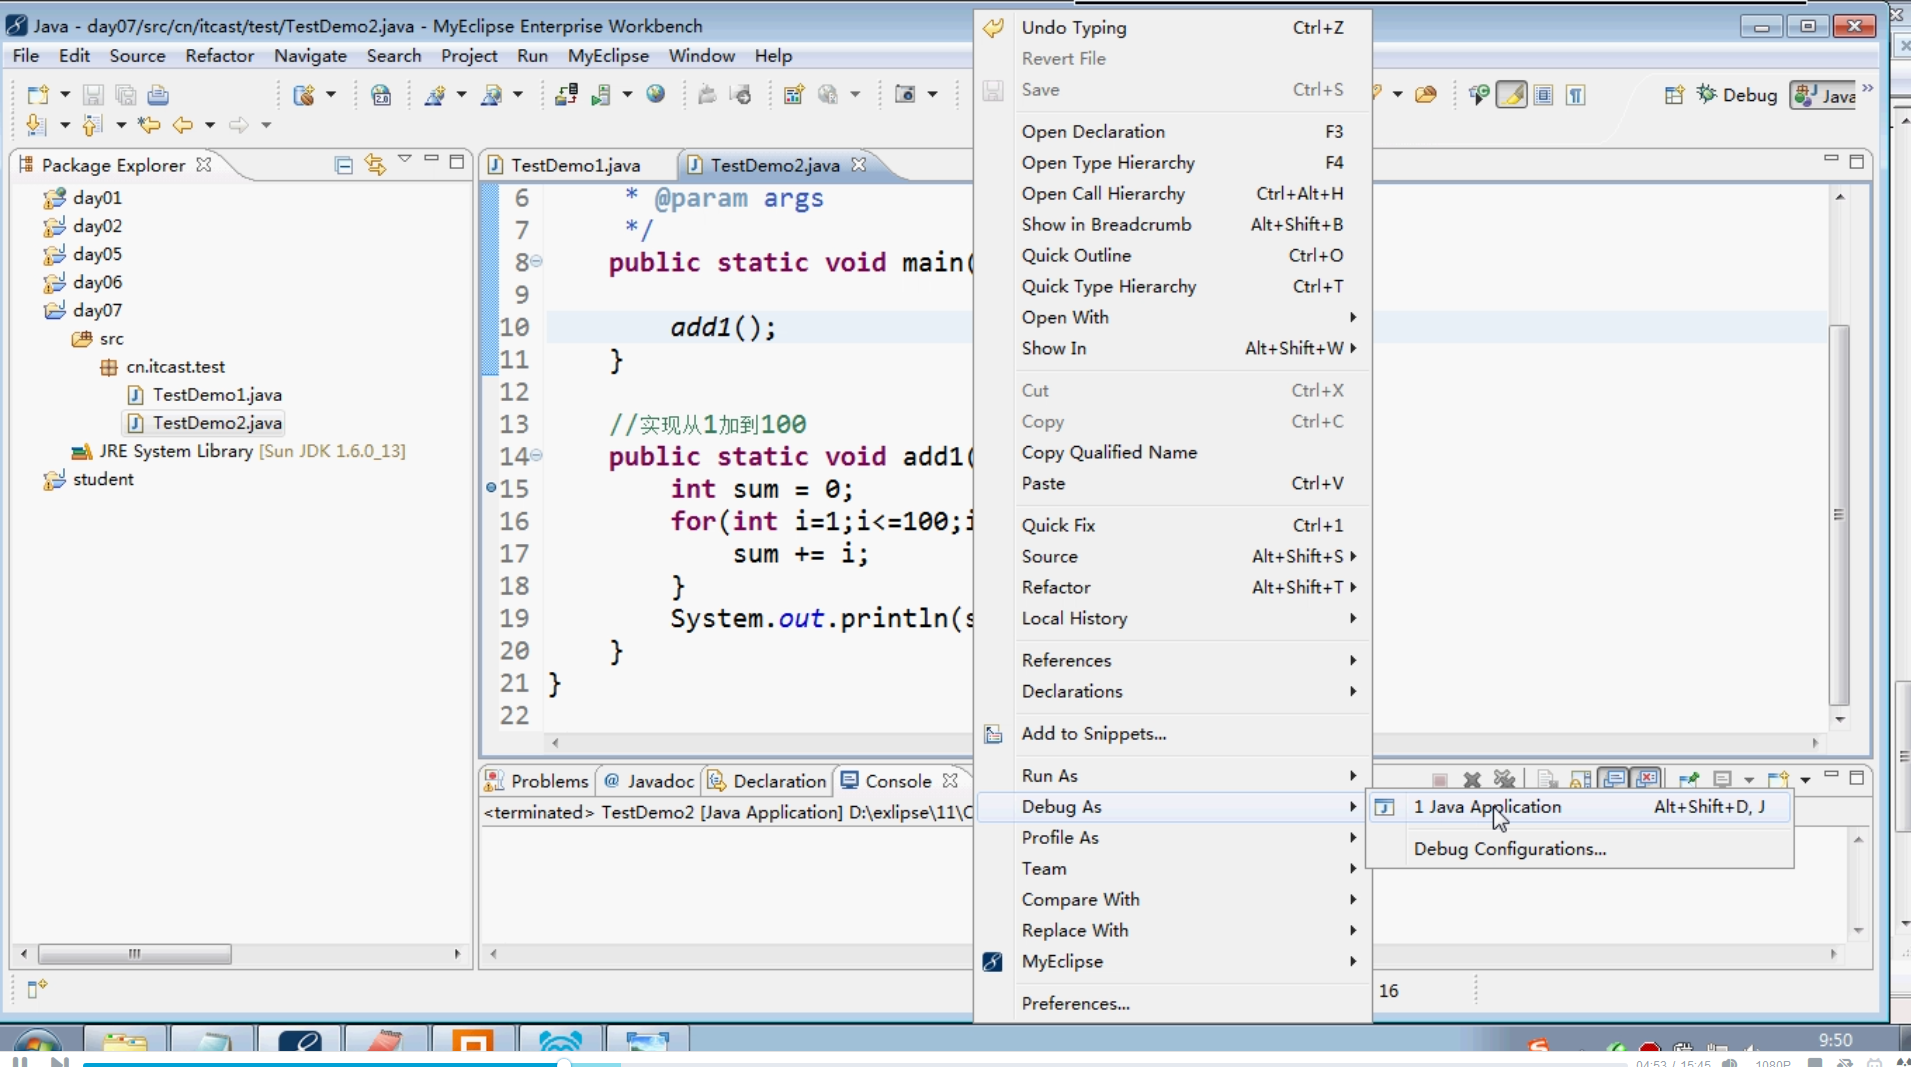 Java - day07/src/cn/itcast/test/TestDemo2.java - MyEclipse Enterprise Workbench
File Edit Source Refactor Navigate Search Project Run MyEclipse Window Help
2.0
Debug
Java
»
Package Explorer
day01
day02
day05
day06
day07
src
cn.itcast.test
TestDemo1.java
TestDemo2.java
JRE System Library [Sun JDK 1.6.0_13]
student
TestDemo1.java
TestDemo2.java
6 * @param args
7 */
8 public static void main(
9
10 add1();
11 }
12
13 //实现从1加到100
14 public static void add1(
15 int sum = 0;
16 for(int i=1;i<=100;i
17 sum += i;
18 }
19 System.out.println(s
20 }
21 }
22
Problems @ Javadoc Declaration Console
<terminated> TestDemo2 [Java Application] D:\exlipse\11\C
Undo Typing Ctrl+Z
Revert File
Save Ctrl+S
Open Declaration F3
Open Type Hierarchy F4
Open Call Hierarchy Ctrl+Alt+H
Show in Breadcrumb Alt+Shift+B
Quick Outline Ctrl+O
Quick Type Hierarchy Ctrl+T
Open With
Show In Alt+Shift+W
Cut Ctrl+X
Copy Ctrl+C
Copy Qualified Name
Paste Ctrl+V
Quick Fix Ctrl+1
Source Alt+Shift+S
Refactor Alt+Shift+T
Local History
References
Declarations
Add to Snippets...
Run As
Debug As
Profile As
Team
Compare With
Replace With
MyEclipse
Preferences...
1 Java Application Alt+Shift+D, J
Debug Configurations...
16
9:50
04:53 / 15:45
1080P